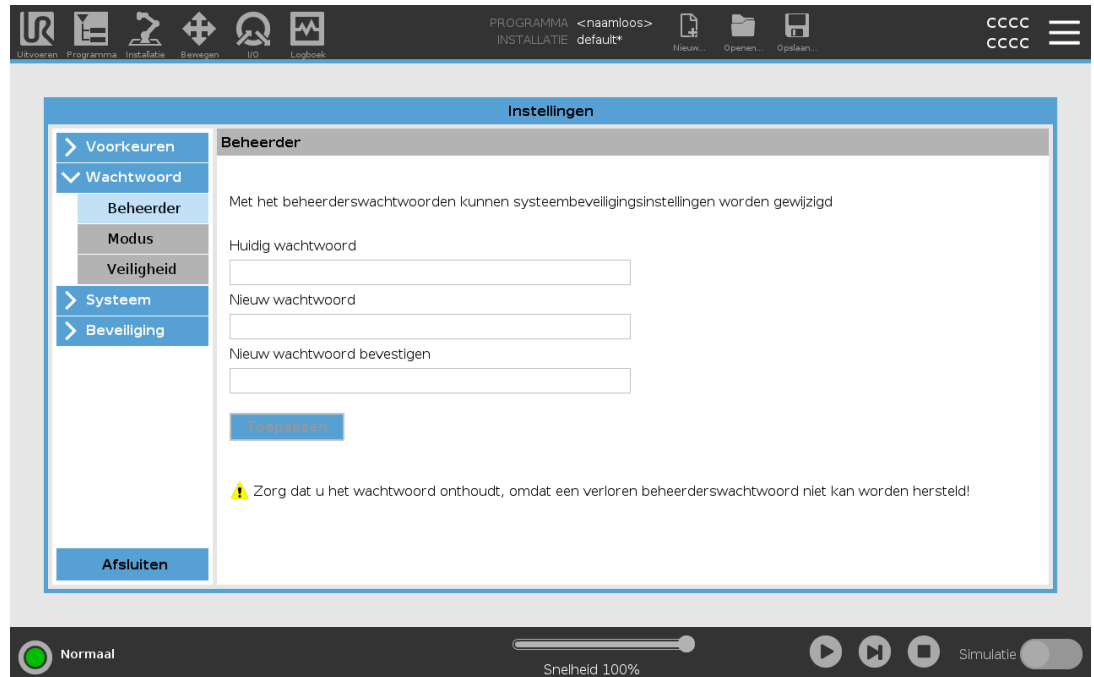 PROGRAMMA <naamloos>
INSTALLATIE default*
CCCC
CCCC
Uitvoeren Programma Installatie Bewegen I/O Logboek Nieuw... Openen... Opslaan...
Instellingen
Voorkeuren
Wachtwoord
Beheerder
Modus
Veiligheid
Systeem
Beveiliging
Afsluiten
Beheerder
Met het beheerderswachtwoorden kunnen systeembeveiligingsinstellingen worden gewijzigd
Huidig wachtwoord
Nieuw wachtwoord
Nieuw wachtwoord bevestigen
Toepassen
Zorg dat u het wachtwoord onthoudt, omdat een verloren beheerderswachtwoord niet kan worden hersteld!
Normaal
Snelheid 100%
Simulatie